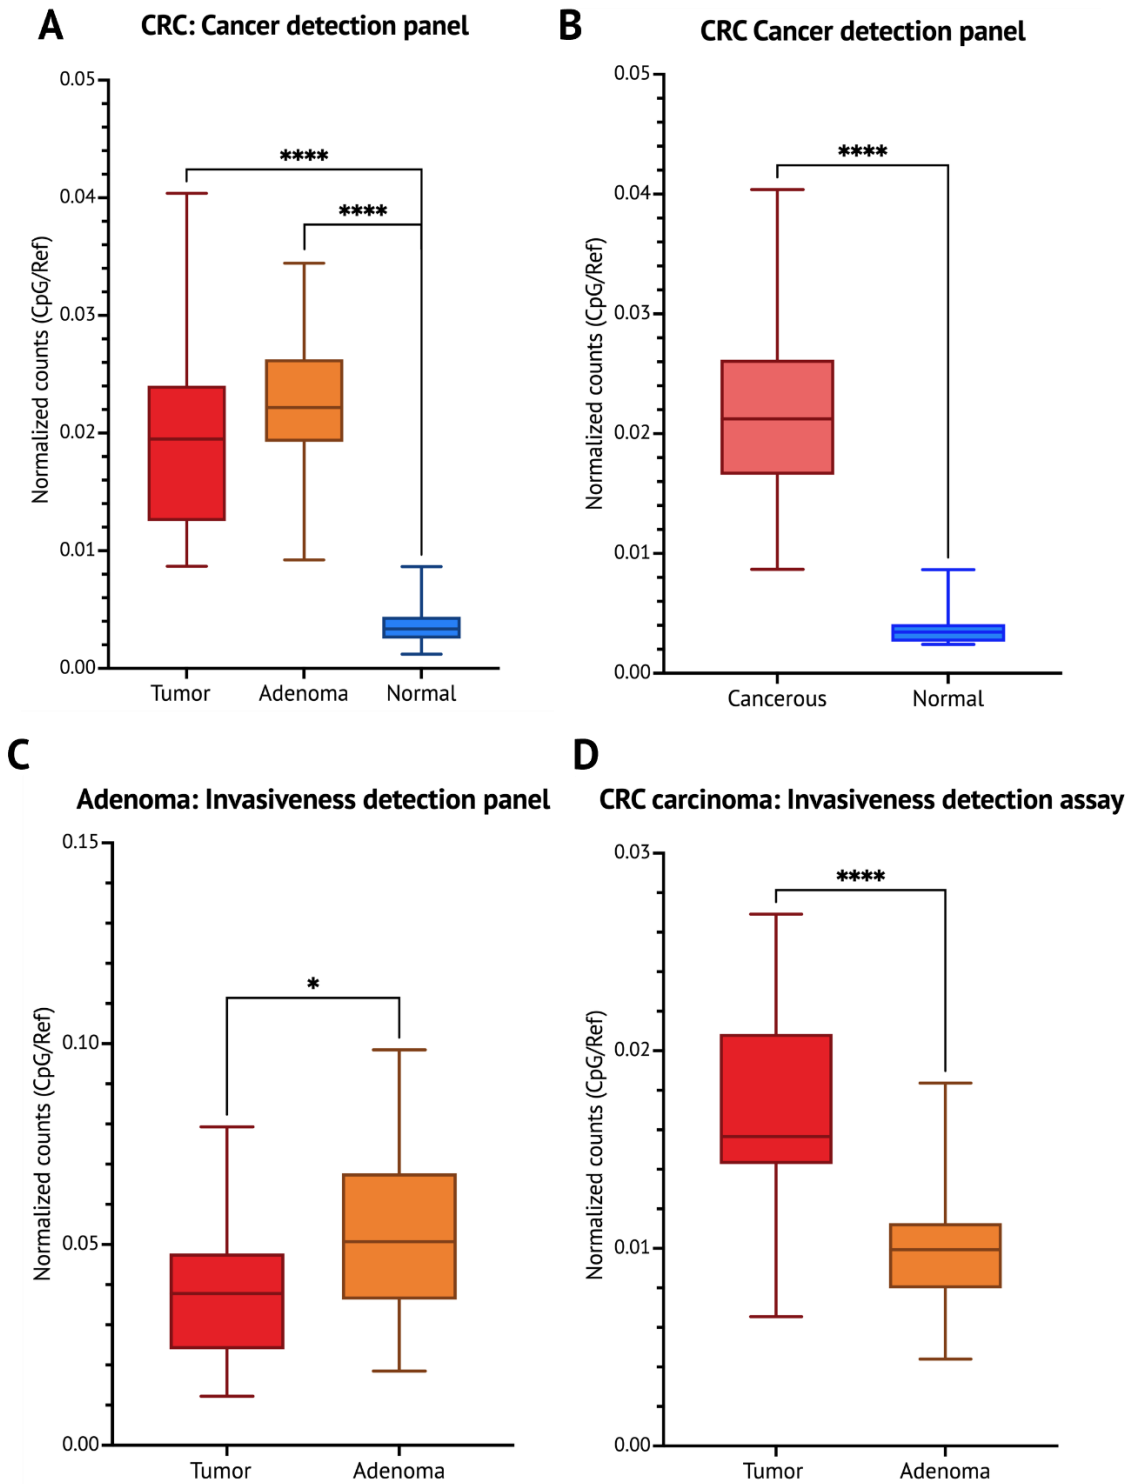 A
CRC: Cancer detection panel
Normalized counts (CpG/Ref)
0.05
0.04
0.03
0.02
0.01
0.00
****
****
Tumor Adenoma Normal
B
CRC Cancer detection panel
Normalized counts (CpG/Ref)
0.05
0.04
0.03
0.02
0.01
0.00
****
Cancerous Normal
C
Adenoma: Invasiveness detection panel
Normalized counts (CpG/Ref)
0.15
0.10
0.05
0.00
*
Tumor Adenoma
D
CRC carcinoma: Invasiveness detection assay
Normalized counts (CpG/Ref)
0.03
0.02
0.01
0.00
****
Tumor Adenoma